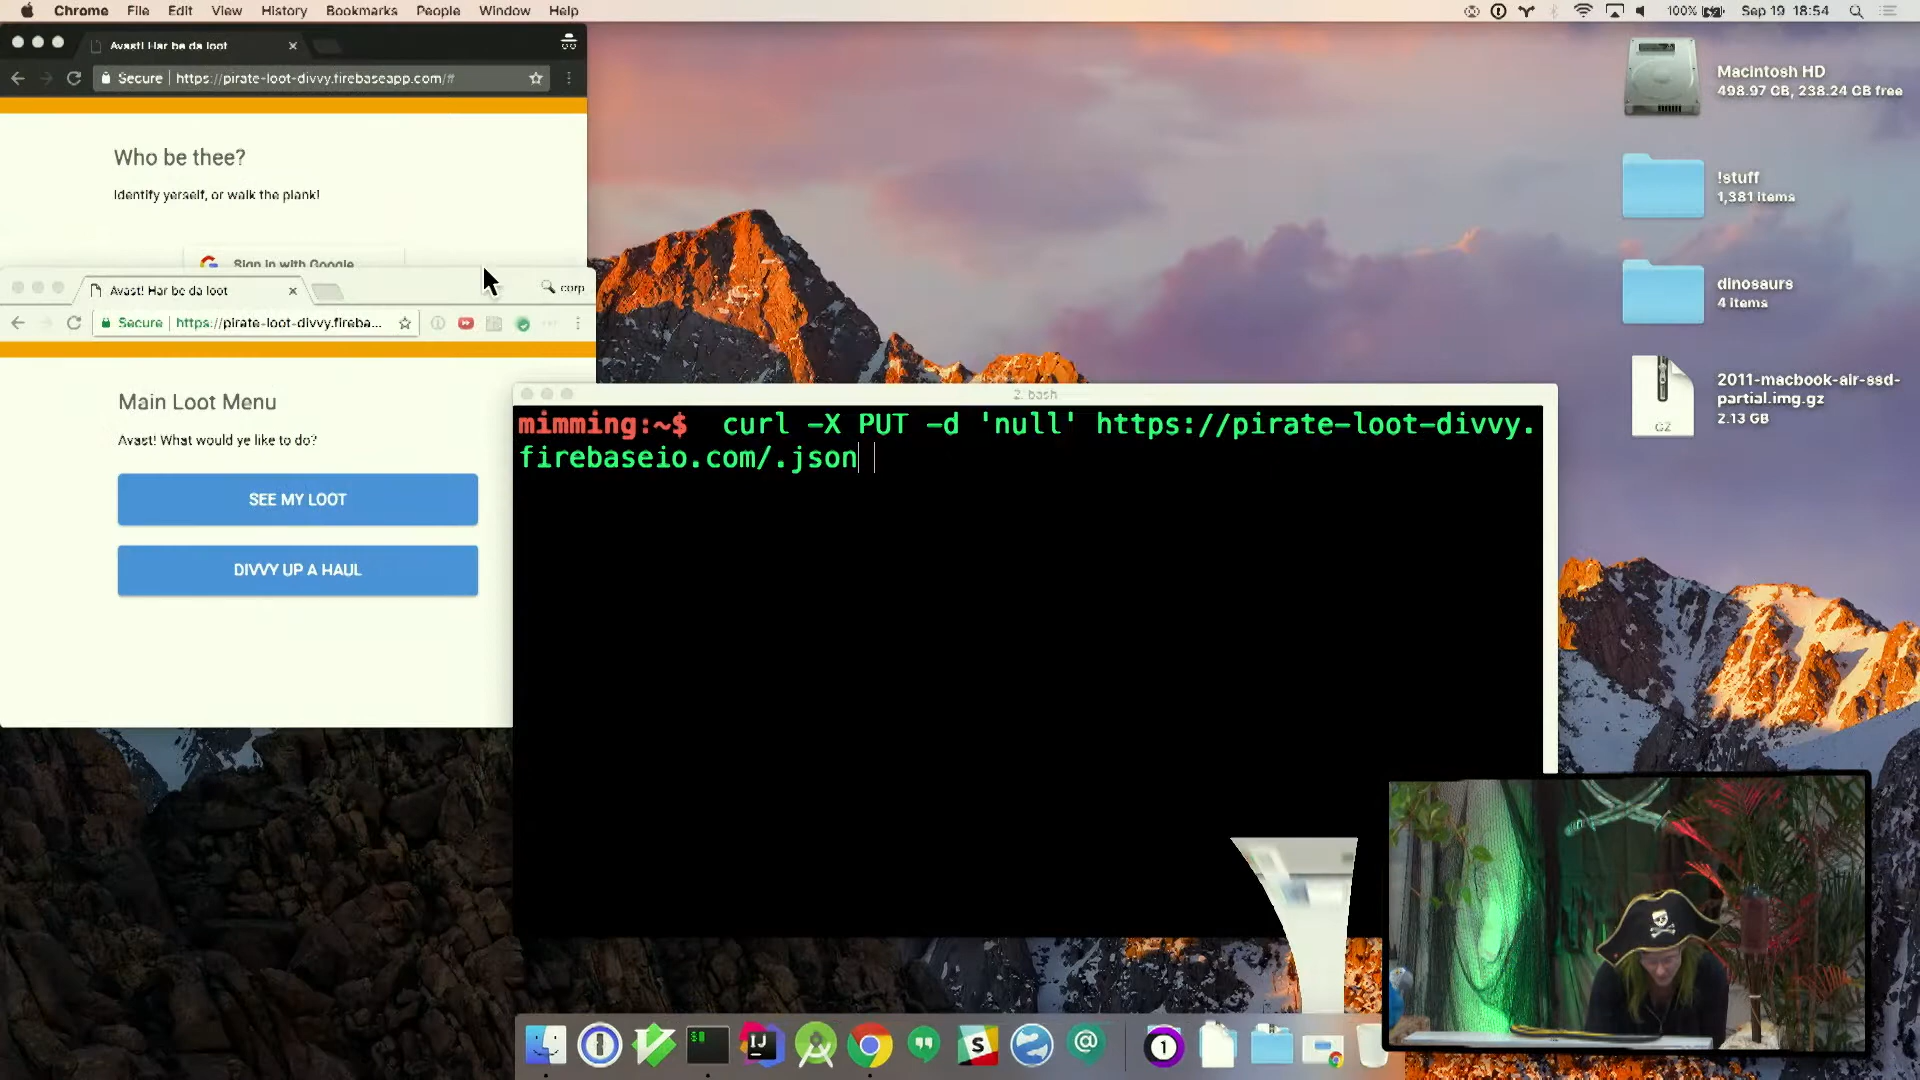 Chrome File Edit View History Bookmarks People Window Help
100% Sep 19 18:54
Avast! Har be da loot
Secure https://pirate-loot-divvy.firebaseapp.com/#
Who be thee?
Identify yerself, or walk the plank!
Sign in with Google
Avast! Har be da loot
corp
Secure https://pirate-loot-divvy.fireba...
Main Loot Menu
Avast! What would ye like to do?
SEE MY LOOT
DIVVY UP A HAUL
2. bash
mimming:~$ curl -X PUT -d 'null' https://pirate-loot-divvy.
firebaseio.com/.json
Macintosh HD
498.97 GB, 238.24 GB free
!stuff
1,381 items
dinosaurs
4 items
2011-macbook-air-ssd-
partial.img.gz
2.13 GB
GZ
$
IJ
S
@
1